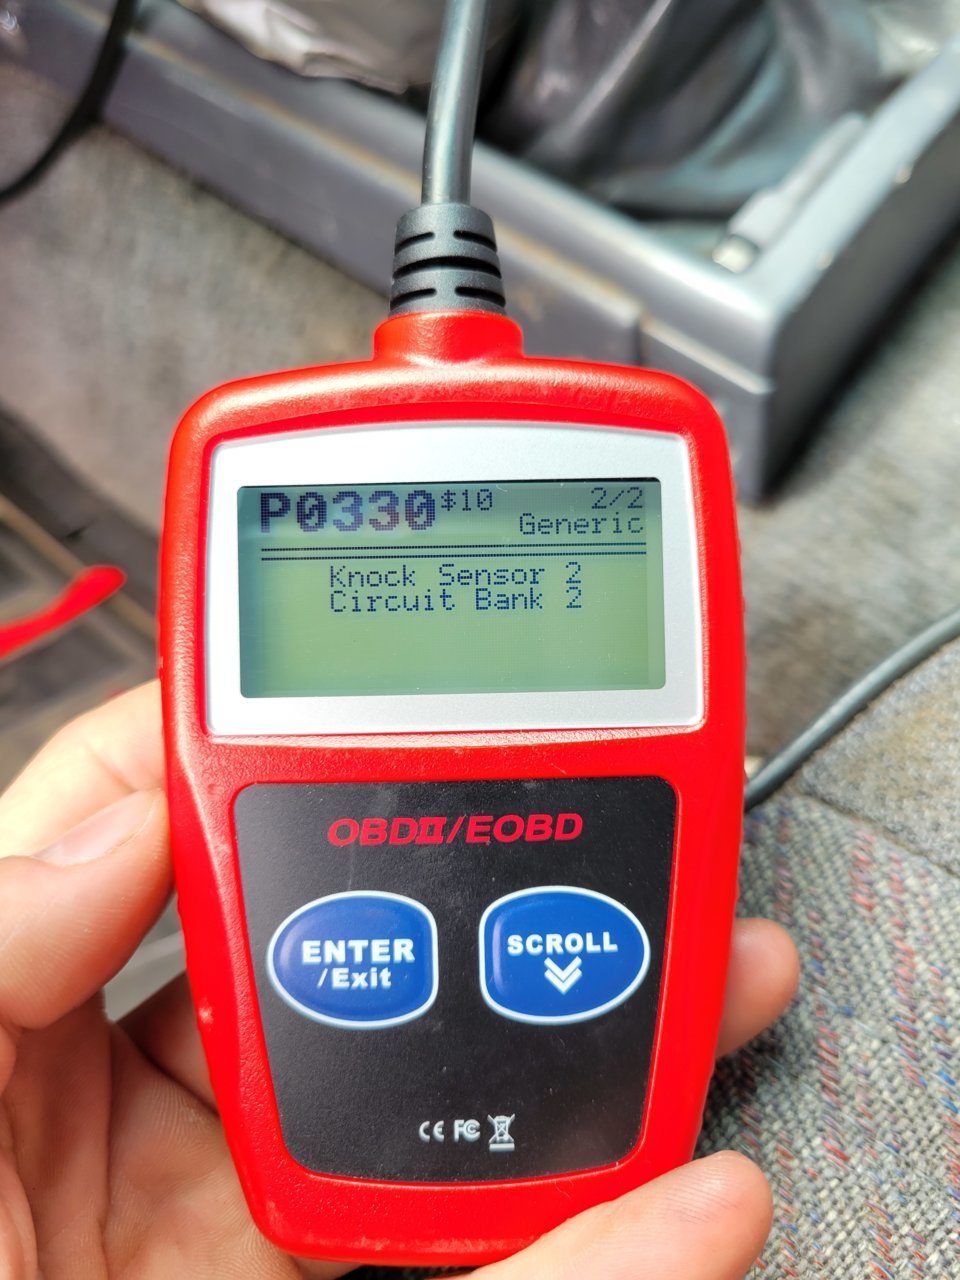 P0330 $10 2/2
Generic
Knock Sensor 2
Circuit Bank 2
OBDII/EOBD
ENTER
/Exit
SCROLL
CE FC